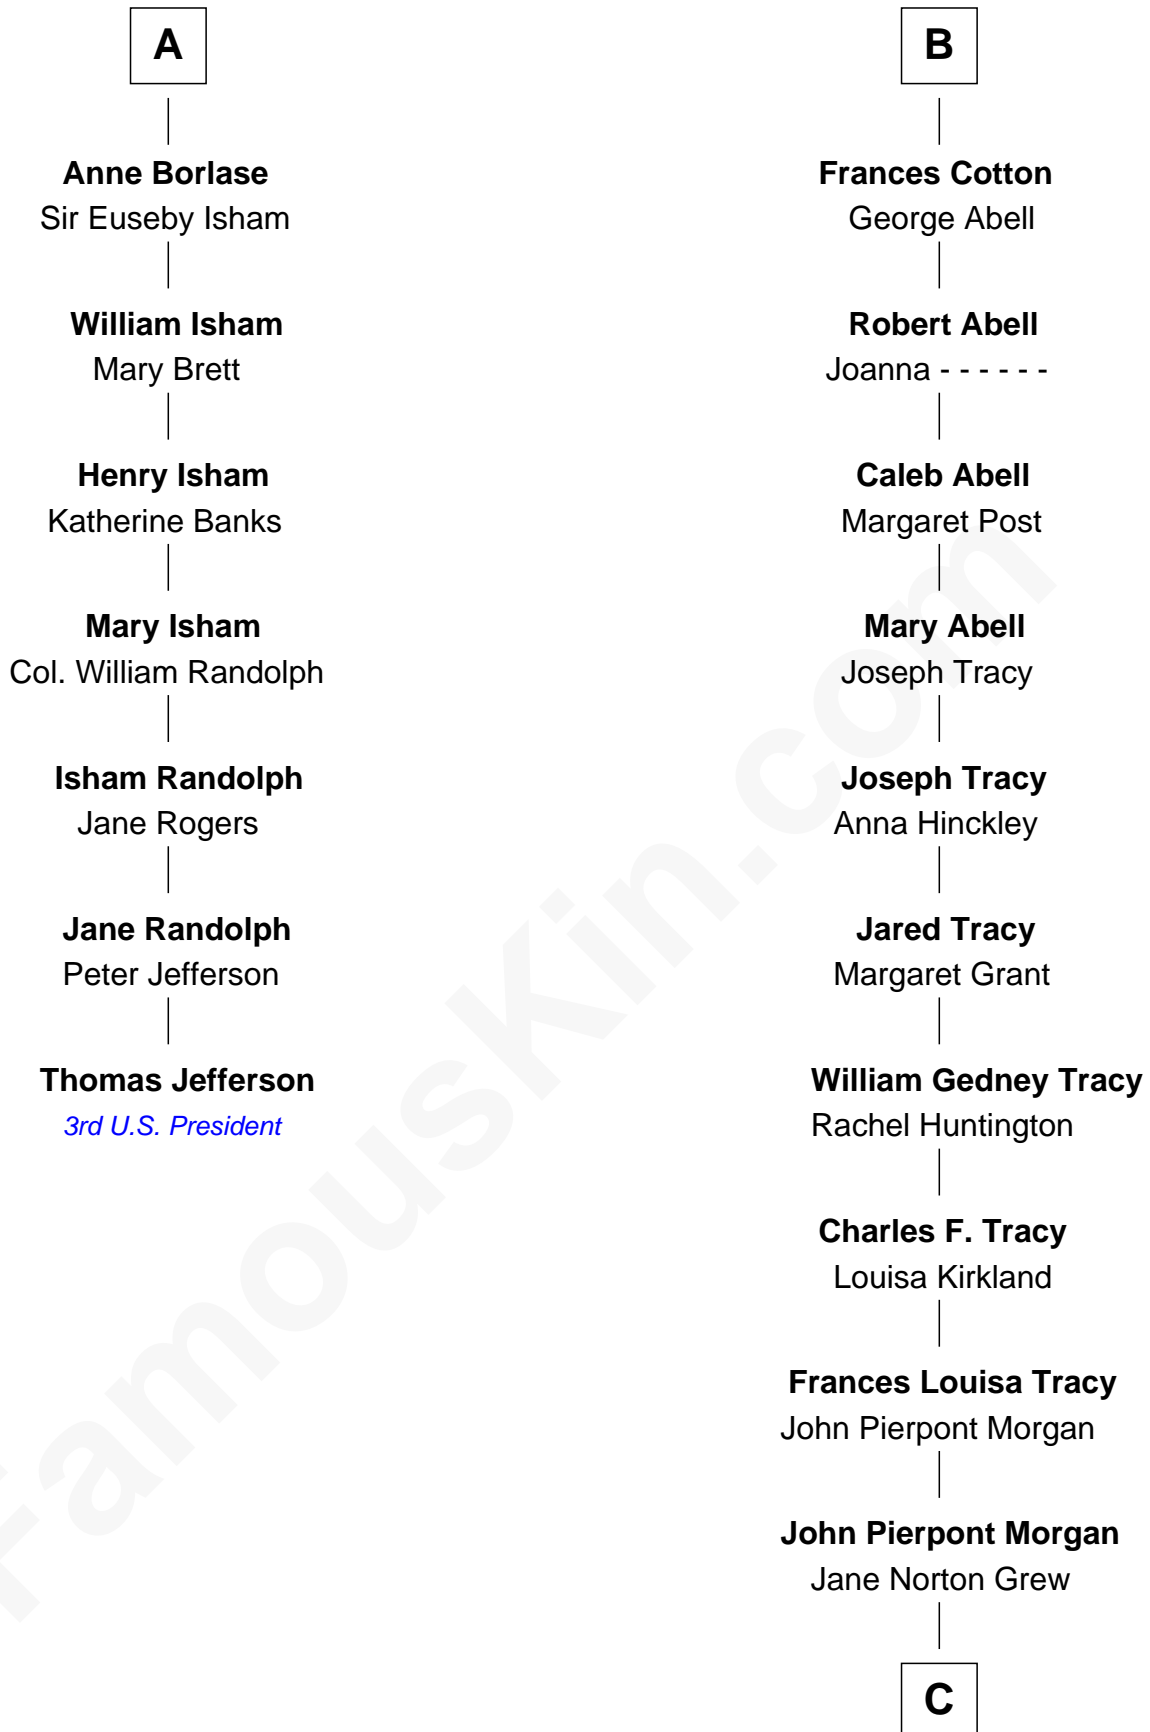 A
Anne Borlase
Sir Euseby Isham
William Isham
Mary Brett
Henry Isham
Katherine Banks
Mary Isham
Col. William Randolph
Isham Randolph
Jane Rogers
Jane Randolph
Peter Jefferson
Thomas Jefferson
3rd U.S. President
B
Frances Cotton
George Abell
Robert Abell
Joanna - - - - - -
Caleb Abell
Margaret Post
Mary Abell
Joseph Tracy
Joseph Tracy
Anna Hinckley
Jared Tracy
Margaret Grant
William Gedney Tracy
Rachel Huntington
Charles F. Tracy
Louisa Kirkland
Frances Louisa Tracy
John Pierpont Morgan
John Pierpont Morgan
Jane Norton Grew
C
FamousKin.com